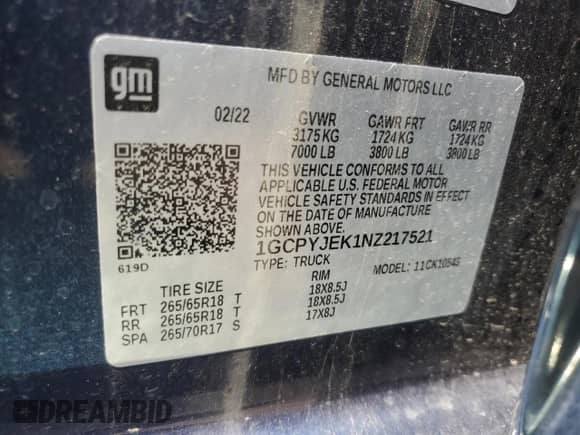 gm
MFD BY GENERAL MOTORS LLC
02/22 GVWR GAWR FRT GAWR RR
3175 KG 1724 KG 1724 KG
7000 LB 3800 LB 3800 LB
THIS VEHICLE CONFORMS TO ALL
APPLICABLE U.S. FEDERAL MOTOR
VEHICLE SAFETY STANDARDS IN EFFECT
ON THE DATE OF MANUFACTURE
SHOWN ABOVE.
1GCPYJEK1NZ217521
619D
TYPE: TRUCK MODEL:
TIRE SIZE RIM
FRT 265/65R18 T 18X8.5J
RR 265/65R18 T 18X8.5J
SPA 265/70R17 S 17X8J
DREAMBID